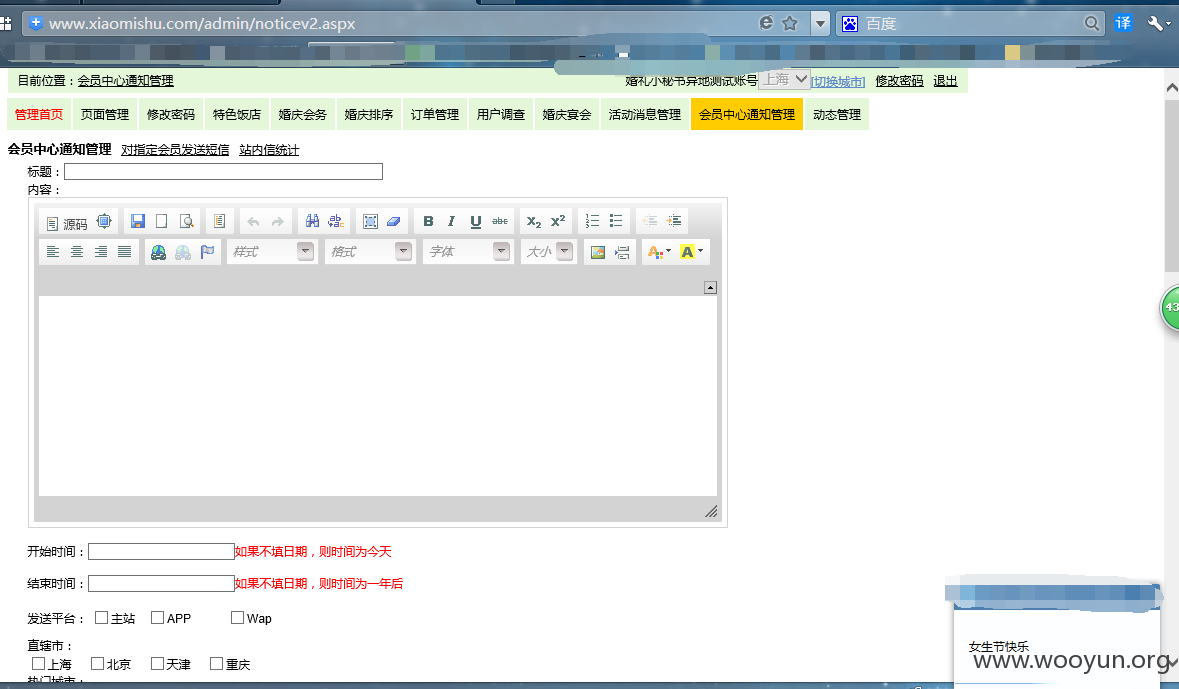 www.xiaomishu.com/admin/noticev2.aspx 百度 译
目前位置：会员中心通知管理 婚礼小秘书异地测试账号 上海 [切换城市] 修改密码 退出
管理首页 页面管理 修改密码 特色饭店 婚庆会务 婚庆排序 订单管理 用户调查 婚庆宴会 活动消息管理 会员中心通知管理 动态管理
会员中心通知管理 对指定会员发送短信 站内信统计
标题：
内容：
源码 B I U abc X₂ X²
样式 格式 字体 大小 A A
43
开始时间： 如果不填日期，则时间为今天
结束时间： 如果不填日期，则时间为一年后
发送平台： 主站 APP Wap
直辖市：
上海 北京 天津 重庆
热门城市：
女生节快乐
www.wooyun.org